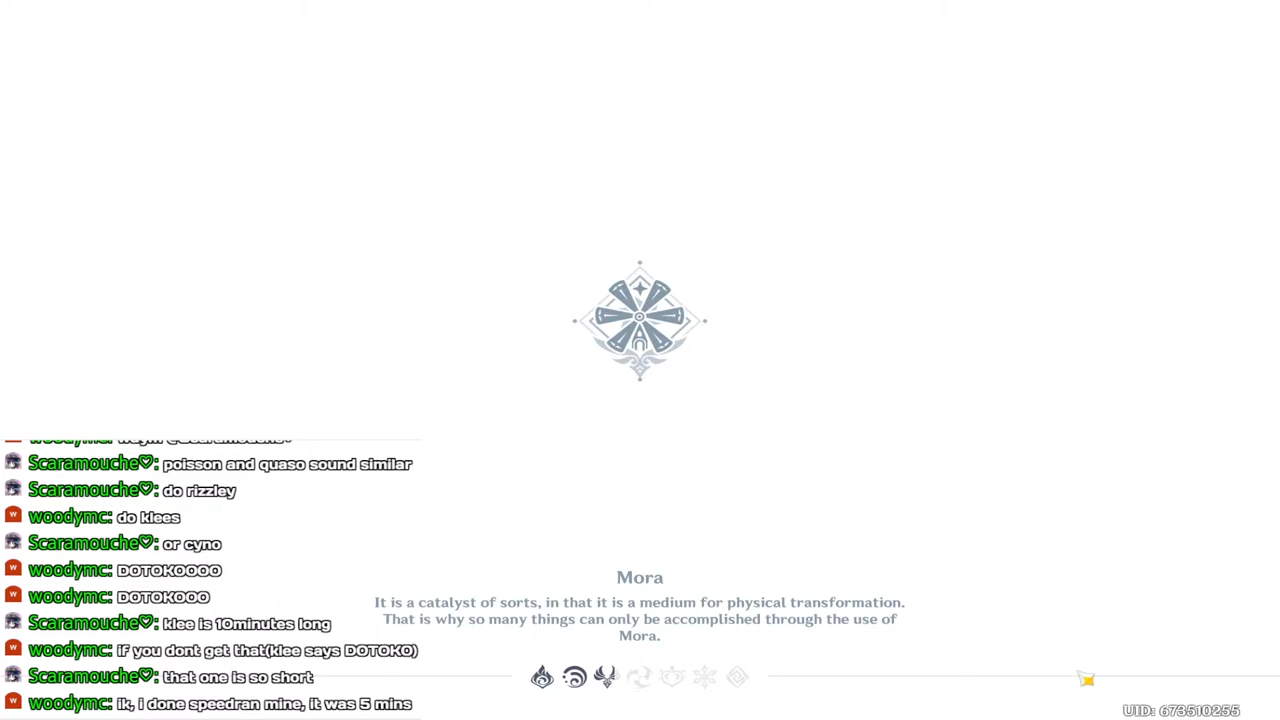 Scaramouche♡: poisson and quaso sound similar
Scaramouche♡: do rizzley
woodymc: do klees
Scaramouche♡: or cyno
woodymc: DOTOKOOOO
woodymc: DOTOKOOO
Scaramouche♡: klee is 10minutes long
woodymc: if you dont get that(klee says DOTOKO)
Scaramouche♡: that one is so short
woodymc: ik, i done speedran mine, it was 5 mins
Mora
It is a catalyst of sorts, in that it is a medium for physical transformation.
That is why so many things can only be accomplished through the use of
Mora.
UID: 673510255